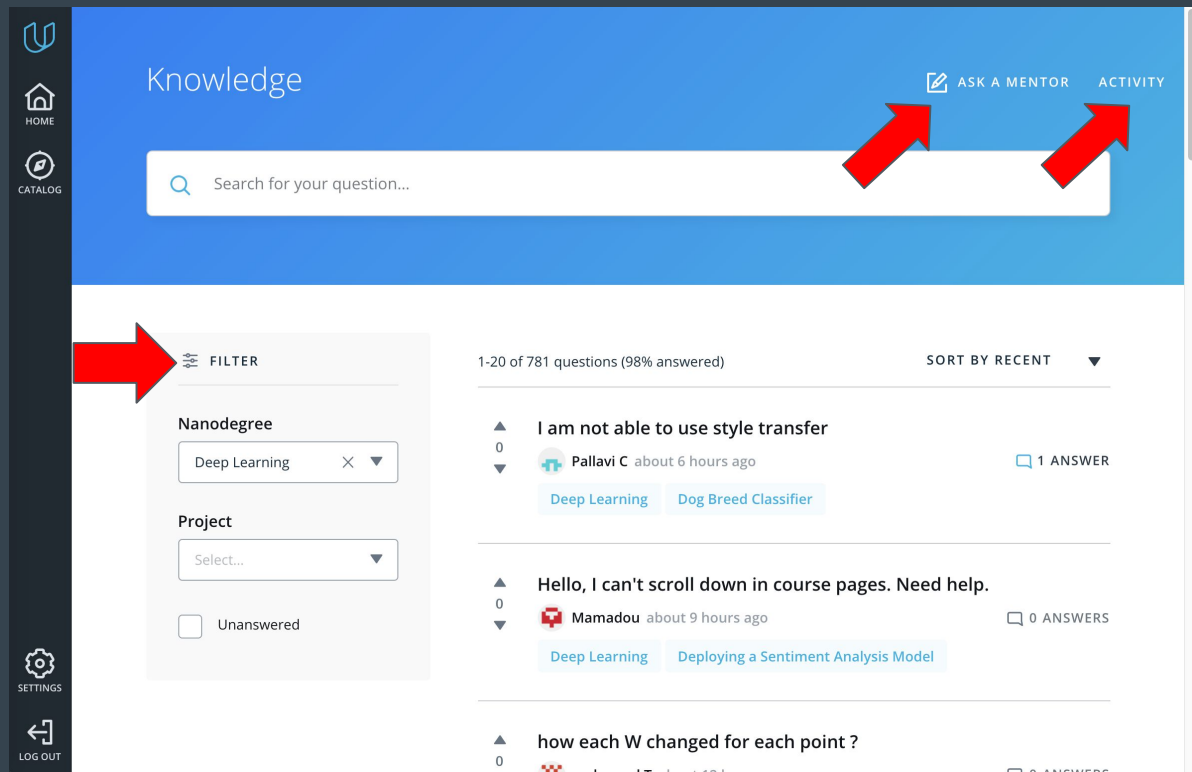 HOME
CATALOG
SETTINGS
LOG OUT
Knowledge
ASK A MENTOR
ACTIVITY
Search for your question...
FILTER
Nanodegree
Deep Learning
Project
Select...
Unanswered
1-20 of 781 questions (98% answered)
SORT BY RECENT
0
I am not able to use style transfer
Pallavi C about 6 hours ago
1 ANSWER
Deep Learning Dog Breed Classifier
0
Hello, I can't scroll down in course pages. Need help.
Mamadou about 9 hours ago
0 ANSWERS
Deep Learning Deploying a Sentiment Analysis Model
0
how each W changed for each point ?